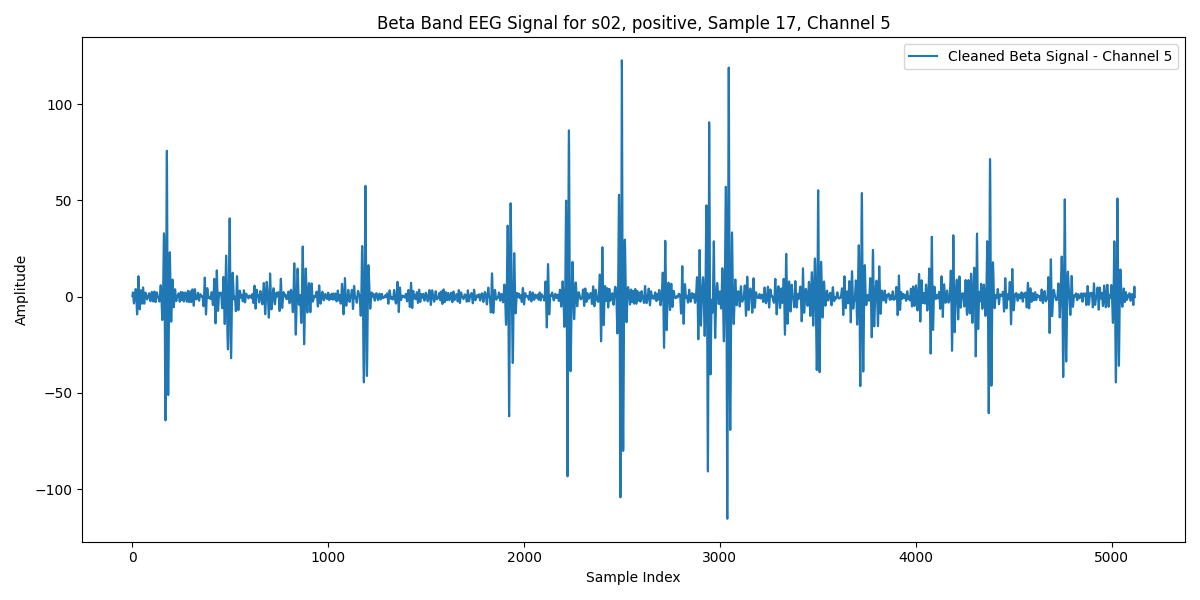 Beta Band EEG Signal for s02, positive, Sample 17, Channel 5
Cleaned Beta Signal - Channel 5
Amplitude
100
50
0
−50
−100
0 1000 2000 3000 4000 5000
Sample Index